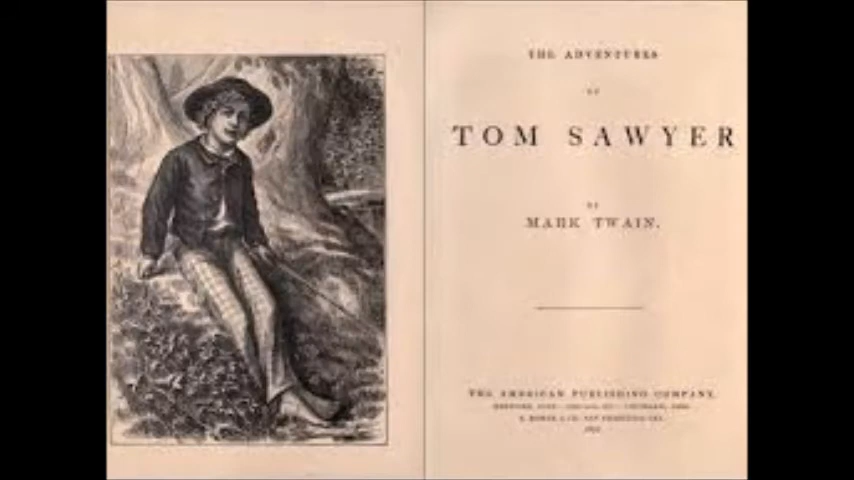 THE ADVENTURES
OF
TOM SAWYER
BY
MARK TWAIN.
THE AMERICAN PUBLISHING COMPANY,